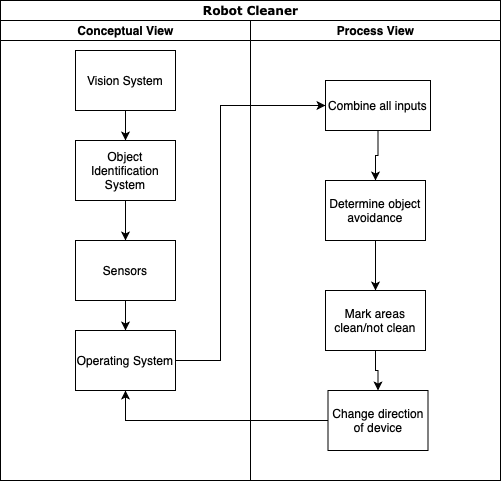 Robot Cleaner
Conceptual View
Process View
Vision System
Object
Identification
System
Sensors
Operating System
Combine all inputs
Determine object
avoidance
Mark areas
clean/not clean
Change direction
of device